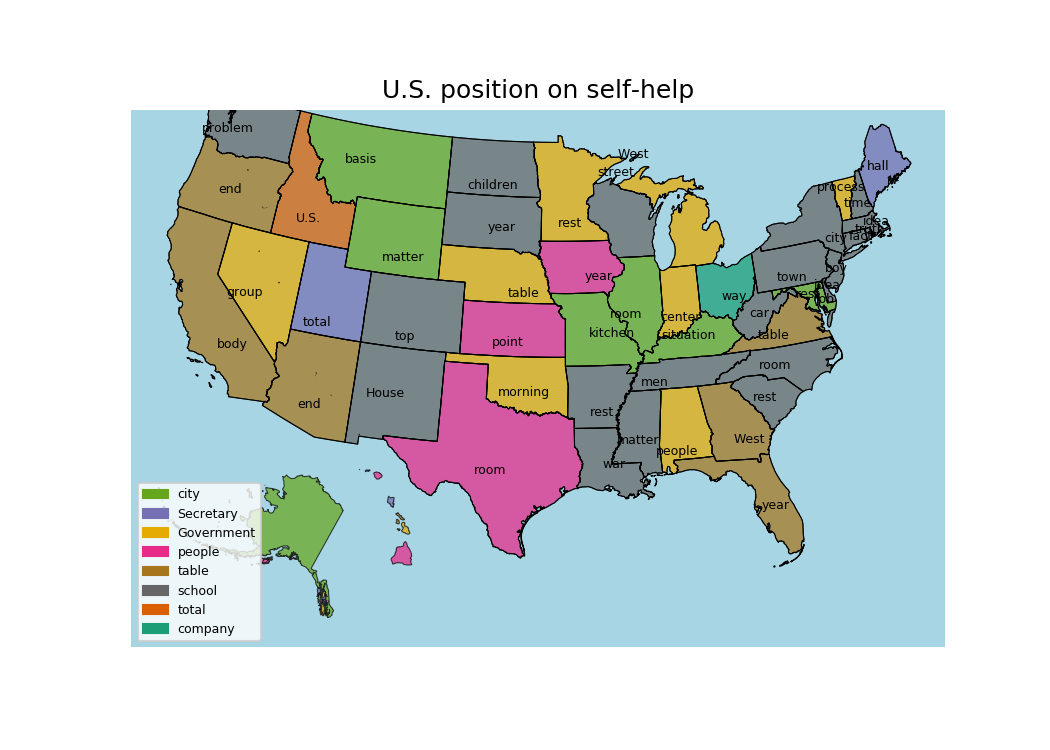 U.S. position on self-help
problem
hall
West
basis
street
children
end
process
time
U.S.
rest
idea
year
truth
city
fact
matter
boy
year
town
group
table
way
rest
idea
job
room
center
car
total
kitchen
situation
table
top
point
body
room
men
House
morning
rest
end
rest
matter
West
people
war
room
year
city
Secretary
Government
people
table
school
total
company